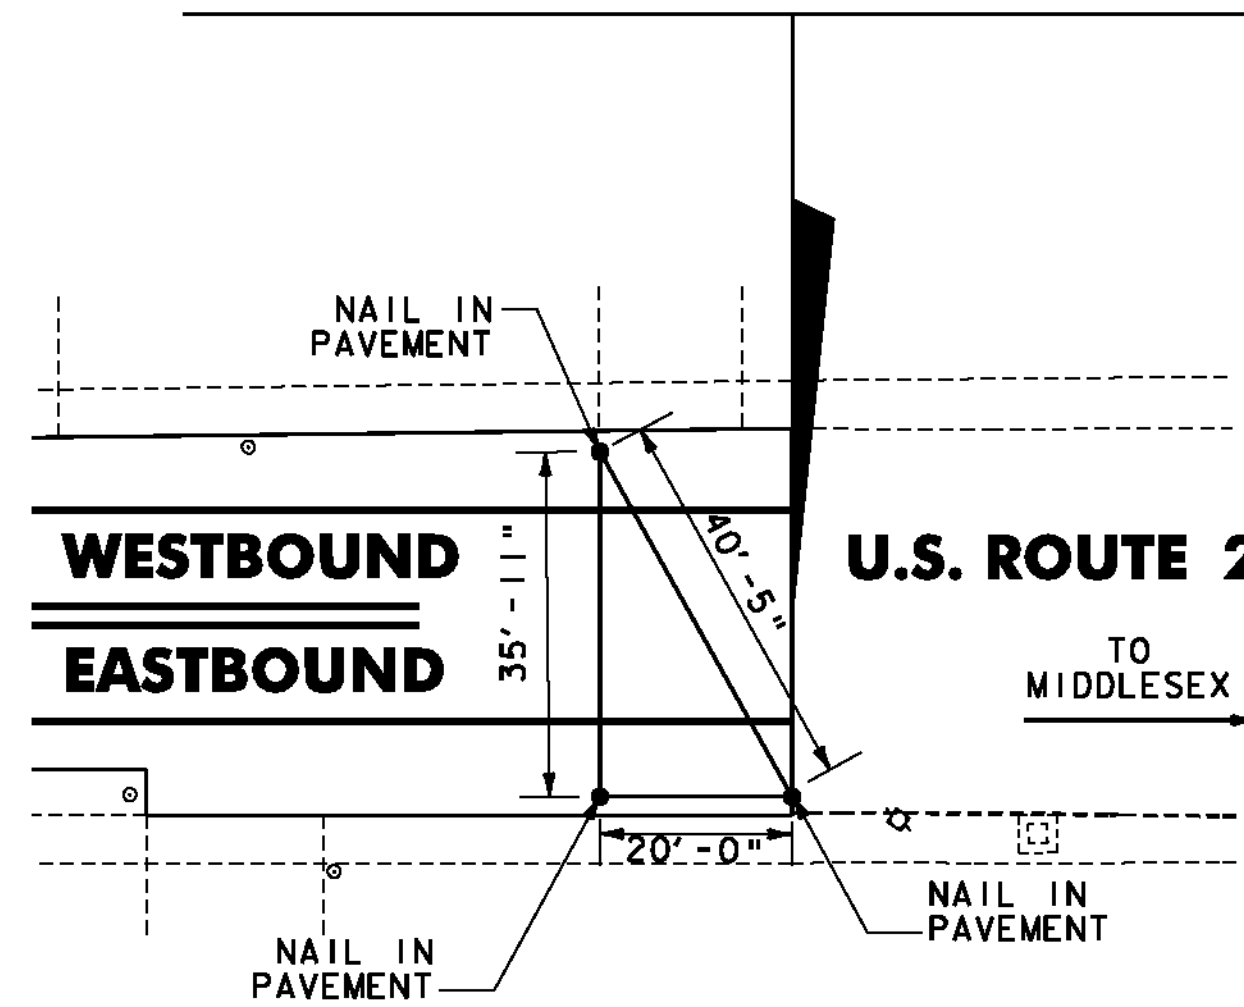 NAIL IN
PAVEMENT
WESTBOUND
35'-11"
40'-5"
U.S. ROUTE 2
EASTBOUND
TO
MIDDLESEX
20'-0"
NAIL IN
PAVEMENT
NAIL IN
PAVEMENT